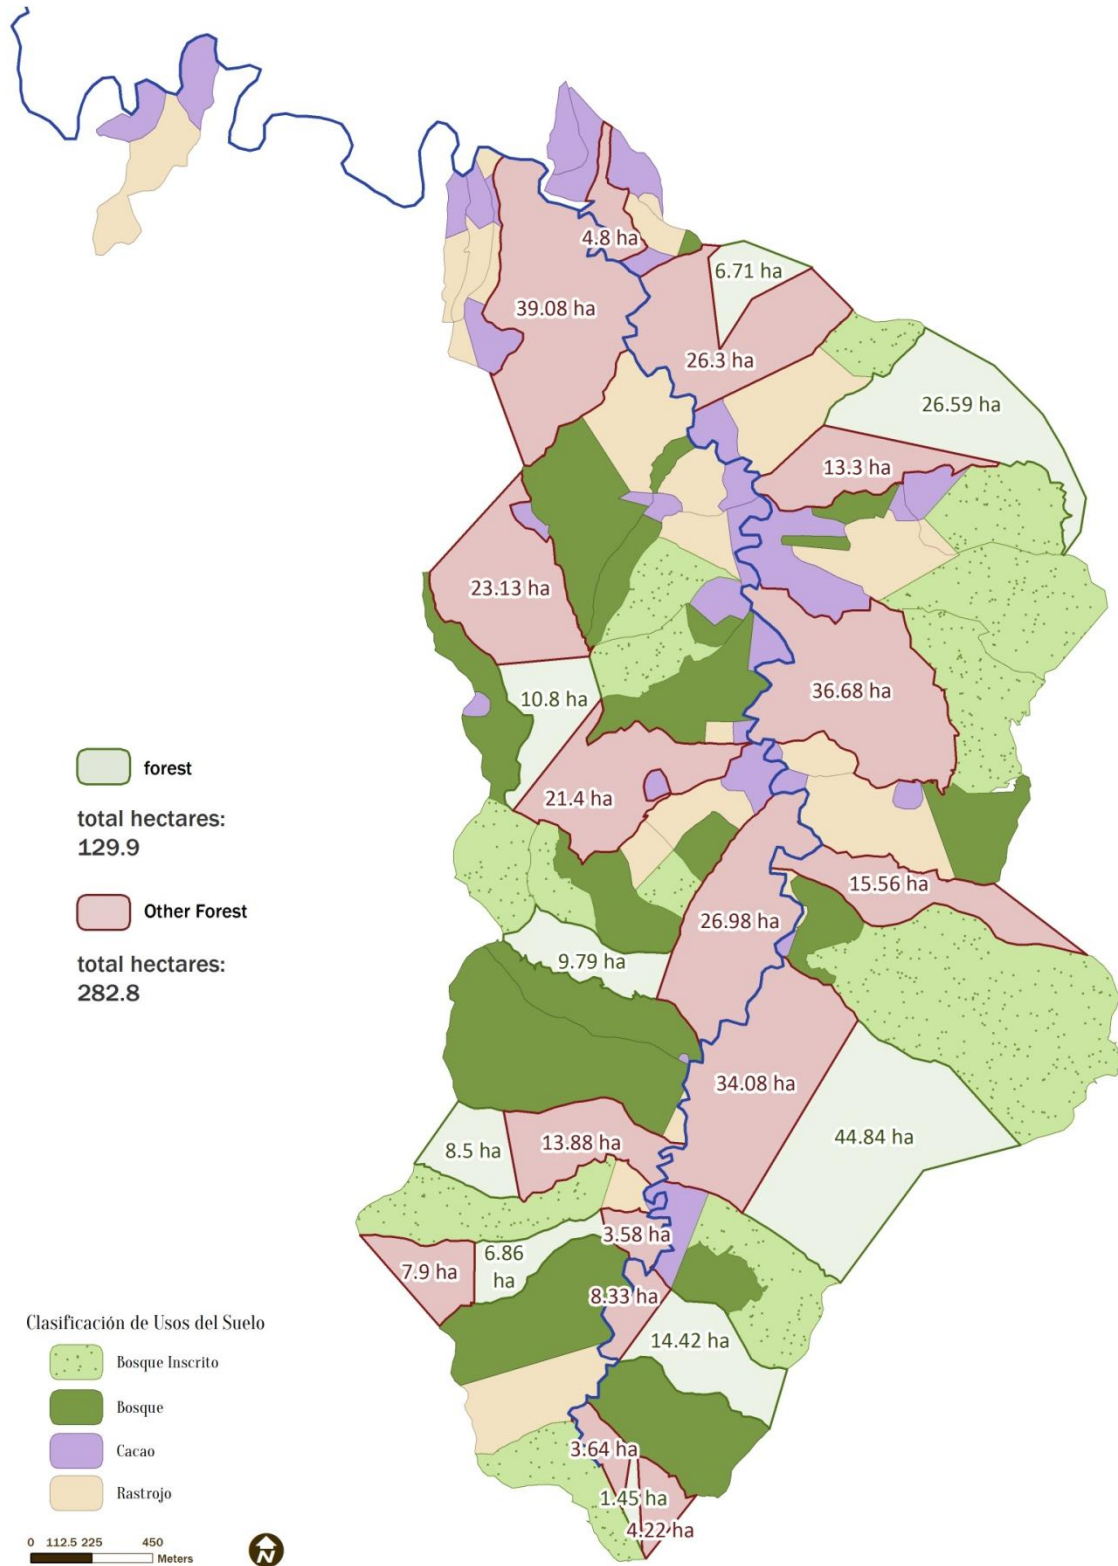 4.8 ha
6.71 ha
39.08 ha
26.3 ha
26.59 ha
13.3 ha
23.13 ha
36.68 ha
10.8 ha
21.4 ha
15.56 ha
26.98 ha
9.79 ha
34.08 ha
44.84 ha
8.5 ha
13.88 ha
3.58 ha
6.86
ha
7.9 ha
8.33 ha
14.42 ha
3.64 ha
1.45 ha
4.22 ha
forest
total hectares:
129.9
Other Forest
total hectares:
282.8
Clasificación de Usos del Suelo
Bosque Inscrito
Bosque
Cacao
Rastrojo
0 112.5 225 450
Meters
N